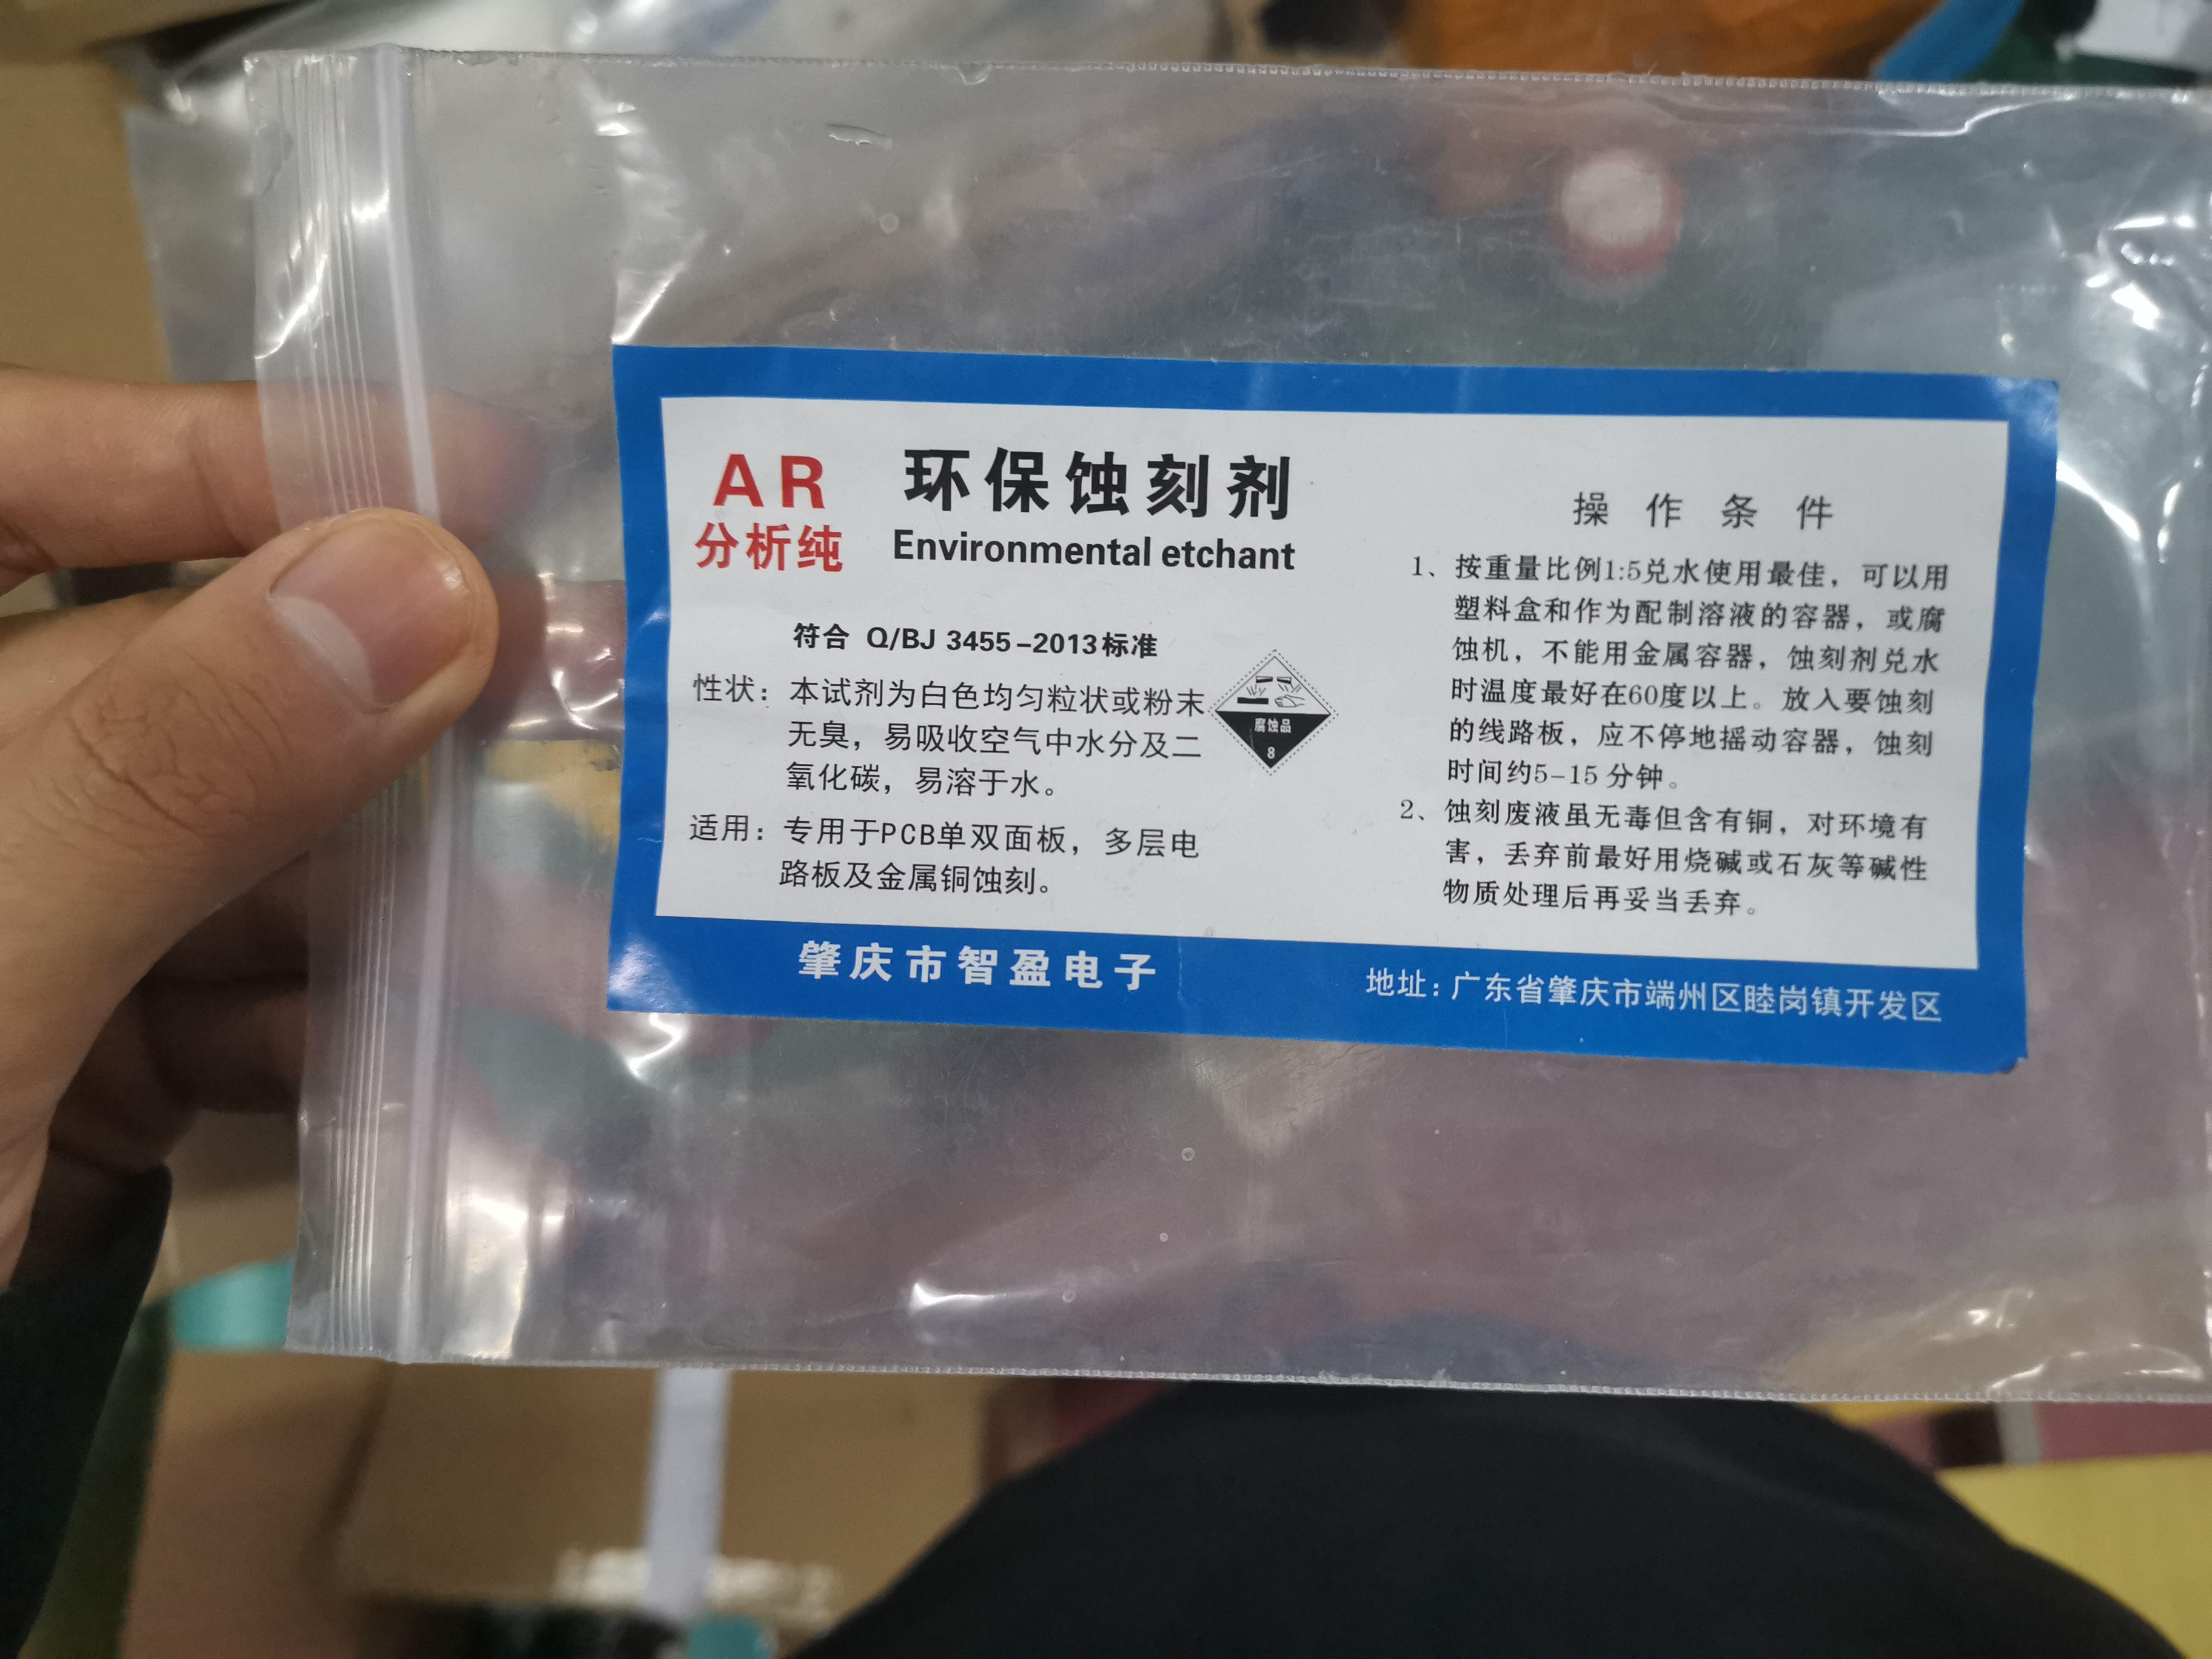 AR
分析纯
环保蚀刻剂
Environmental etchant
符合 Q/BJ 3455-2013标准
性状：本试剂为白色均匀粒状或粉末
无臭，易吸收空气中水分及二
氧化碳，易溶于水。
适用：专用于PCB单双面板，多层电
路板及金属铜蚀刻。
腐蚀品
8
操作条件
1、按重量比例1:5兑水使用最佳，可以用
塑料盒和作为配制溶液的容器，或腐
蚀机，不能用金属容器，蚀刻剂兑水
时温度最好在60度以上。放入要蚀刻
的线路板，应不停地摇动容器，蚀刻
时间约5-15分钟。
2、蚀刻废液虽无毒但含有铜，对环境有
害，丢弃前最好用烧碱或石灰等碱性
物质处理后再妥当丢弃。
肇庆市智盈电子
地址：广东省肇庆市端州区睦岗镇开发区